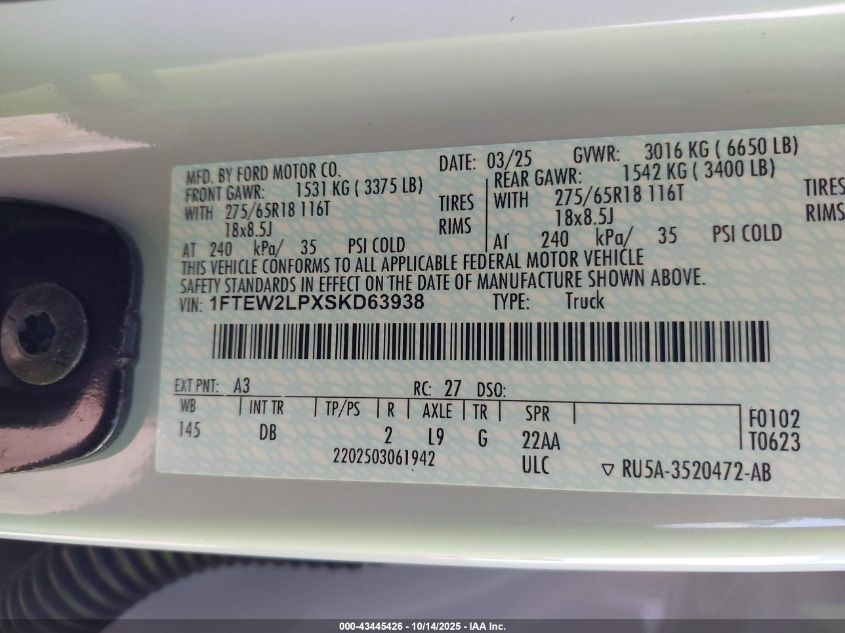 MFD. BY FORD MOTOR CO. DATE: 03/25 GVWR: 3016 KG ( 6650 LB)
FRONT GAWR: 1531 KG ( 3375 LB) REAR GAWR: 1542 KG ( 3400 LB)
WITH 275/65R18 116T TIRES WITH 275/65R18 116T TIRES
18x8.5J RIMS 18x8.5J RIMS
AT 240 kPa/ 35 PSI COLD AT 240 kPa/ 35 PSI COLD
THIS VEHICLE CONFORMS TO ALL APPLICABLE FEDERAL MOTOR VEHICLE
SAFETY STANDARDS IN EFFECT ON THE DATE OF MANUFACTURE SHOWN ABOVE.
VIN: 1FTEW2LPXSKD63938 TYPE: Truck
EXT PNT: A3 RC: 27 DSO:
WB INT TR TP/PS R AXLE TR SPR F0102
145 DB 2 L9 G 22AA T0623
2202503061942 ULC ▽ RU5A-3520472-AB
000-43445426 - 10/14/2025 - IAA Inc.